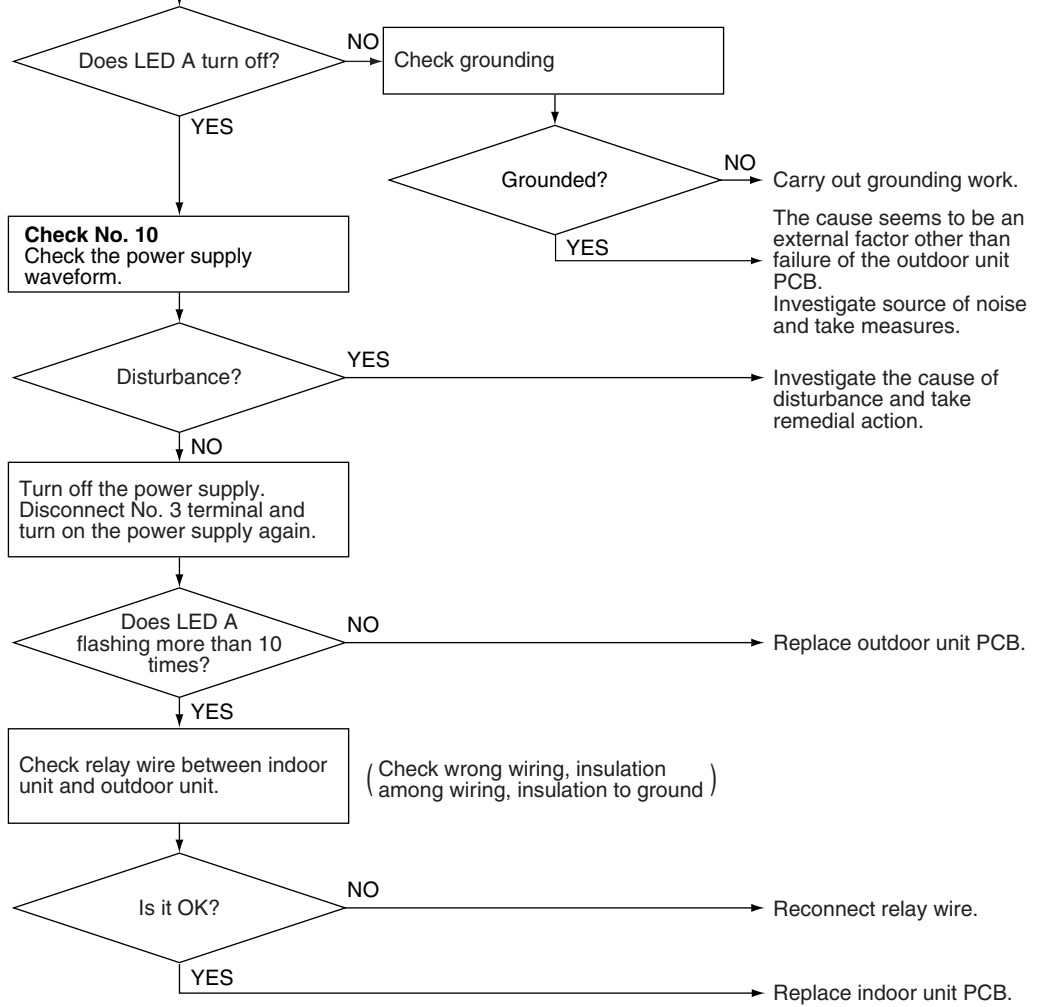 Does LED A turn off?
NO
Check grounding
YES
Grounded?
NO
Carry out grounding work.
YES
The cause seems to be an
external factor other than
failure of the outdoor unit
PCB.
Investigate source of noise
and take measures.
Check No. 10
Check the power supply
waveform.
Disturbance?
YES
Investigate the cause of
disturbance and take
remedial action.
NO
Turn off the power supply.
Disconnect No. 3 terminal and
turn on the power supply again.
Does LED A
flashing more than 10
times?
NO
Replace outdoor unit PCB.
YES
Check relay wire between indoor
unit and outdoor unit.
(Check wrong wiring, insulation
among wiring, insulation to ground)
Is it OK?
NO
Reconnect relay wire.
YES
Replace indoor unit PCB.